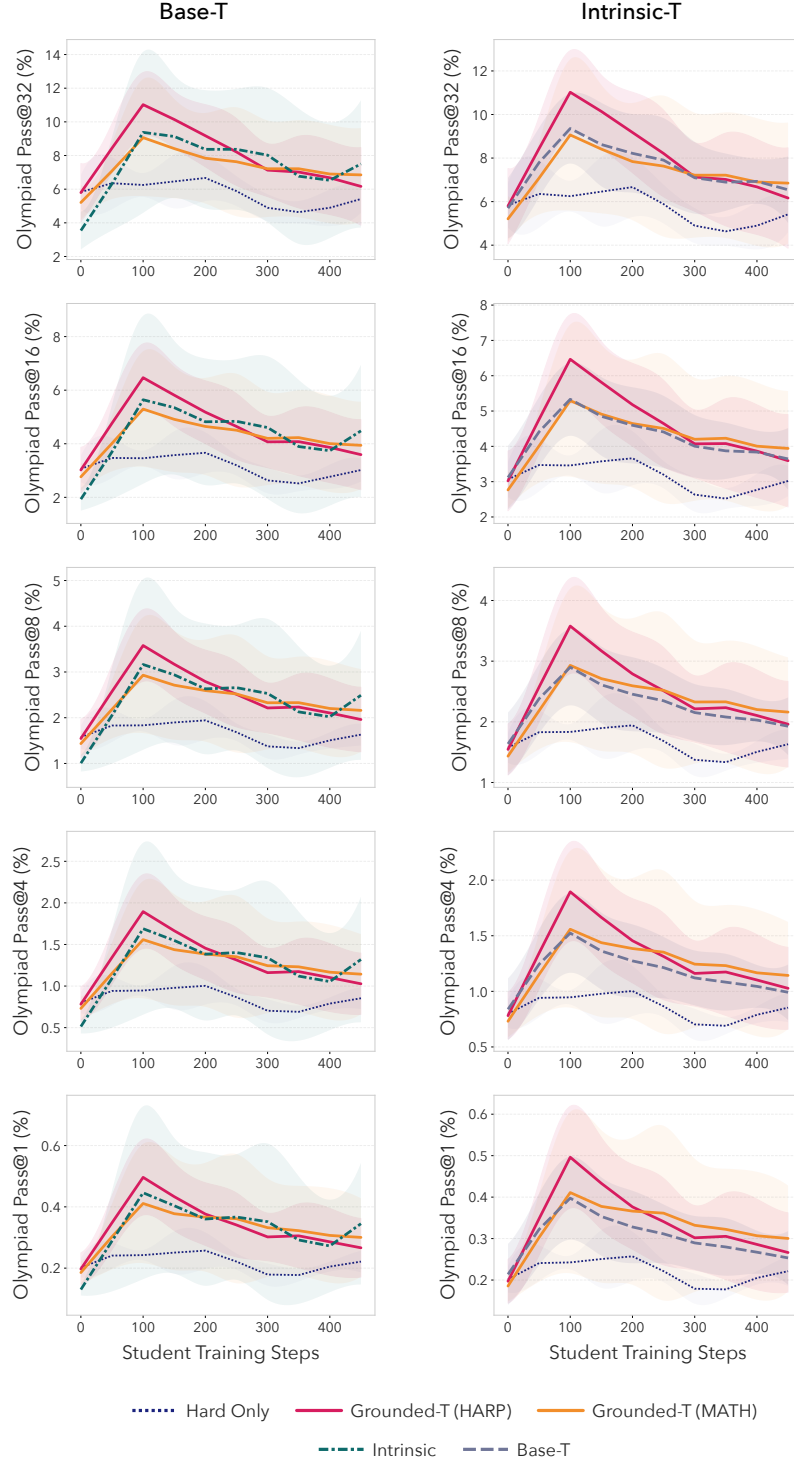 Base-T
Intrinsic-T
Olympiad Pass@32 (%)
14
12
10
8
6
4
2
0 100 200 300 400
Olympiad Pass@32 (%)
12
10
8
6
4
0 100 200 300 400
Olympiad Pass@16 (%)
8
6
4
2
0 100 200 300 400
Olympiad Pass@16 (%)
8
7
6
5
4
3
2
0 100 200 300 400
Olympiad Pass@8 (%)
5
4
3
2
1
0 100 200 300 400
Olympiad Pass@8 (%)
4
3
2
1
0 100 200 300 400
Olympiad Pass@4 (%)
2.5
2.0
1.5
1.0
0.5
0 100 200 300 400
Olympiad Pass@4 (%)
2.0
1.5
1.0
0.5
0 100 200 300 400
Olympiad Pass@1 (%)
0.6
0.4
0.2
0 100 200 300 400
Student Training Steps
Olympiad Pass@1 (%)
0.6
0.5
0.4
0.3
0.2
0 100 200 300 400
Student Training Steps
Hard Only Grounded-T (HARP) Grounded-T (MATH)
Intrinsic Base-T